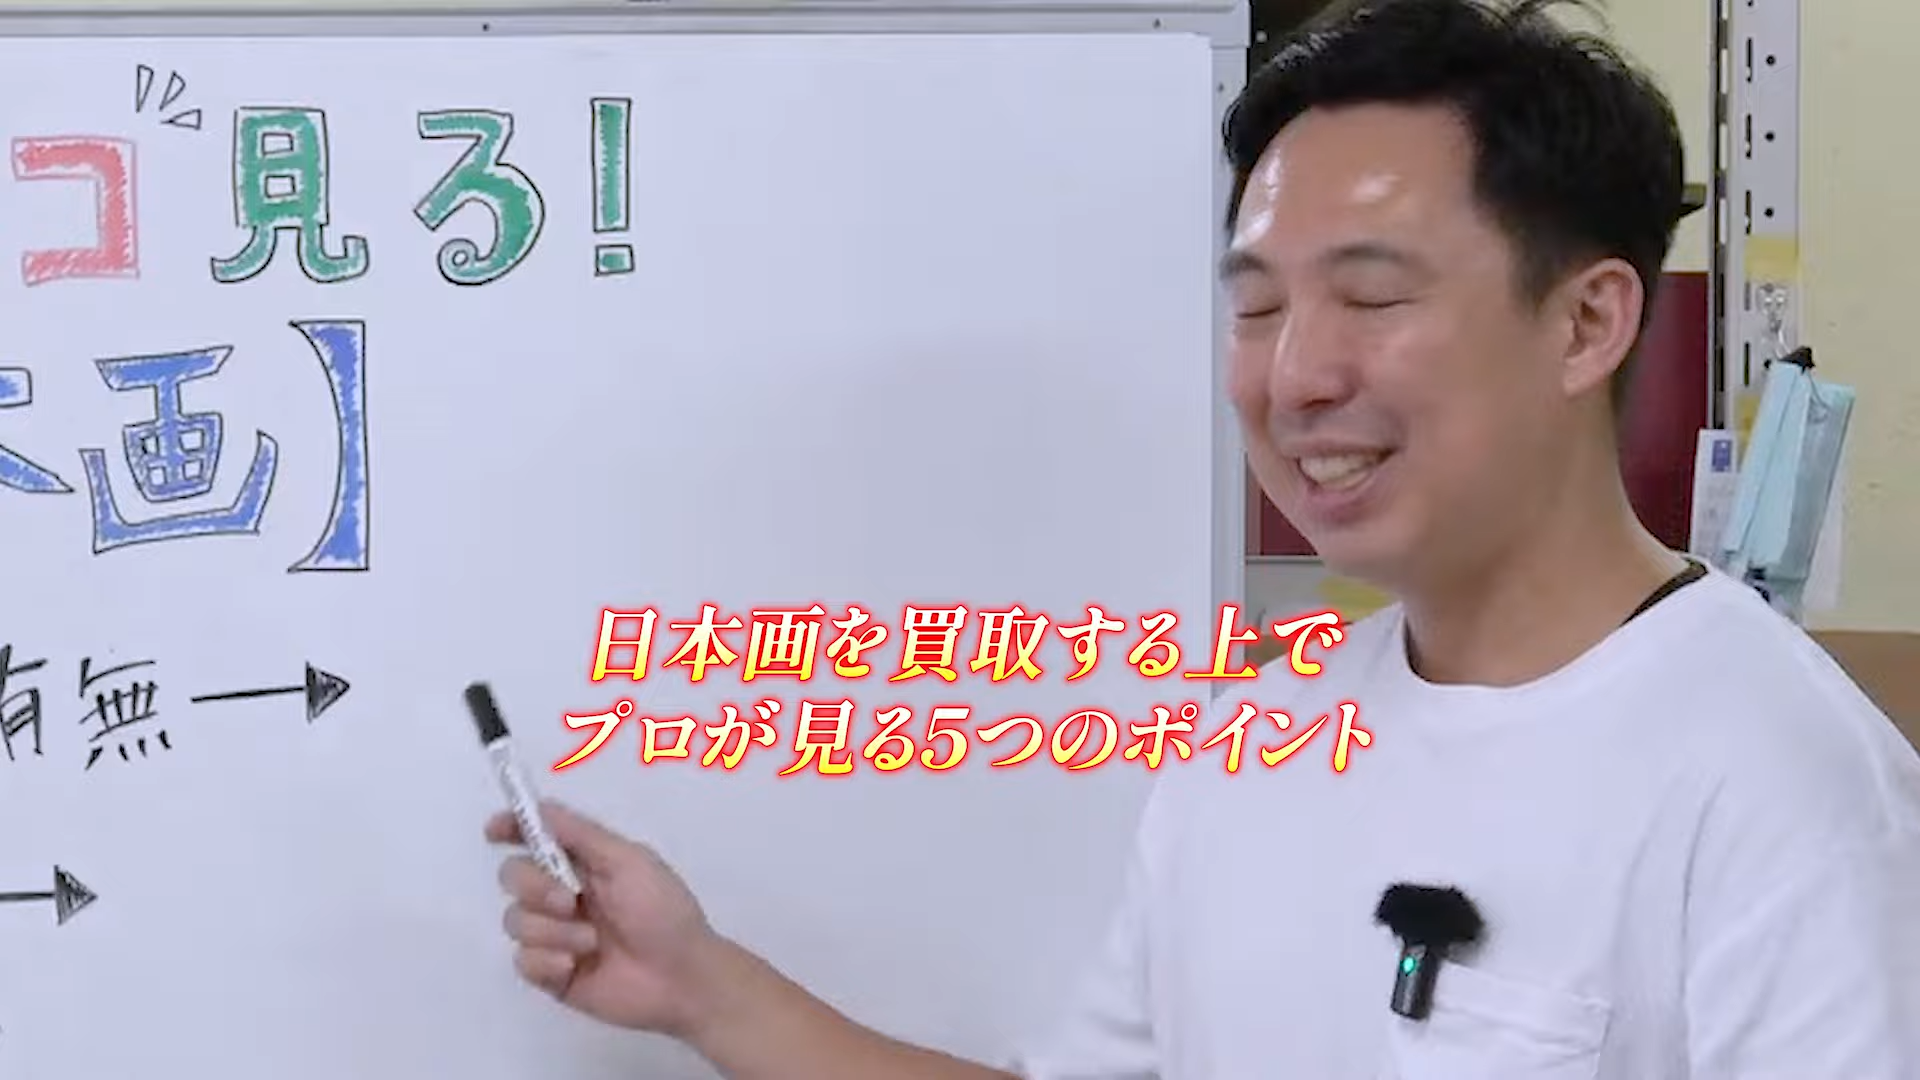 コ見る!
画】
有無→
→
日本画を買取する上で
プロが見る5つのポイント